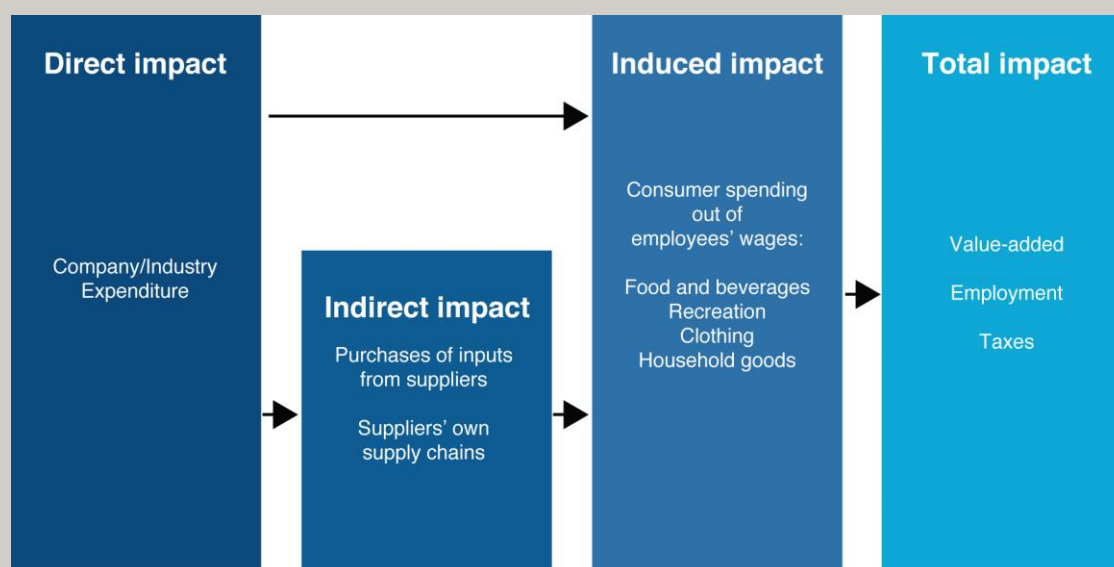 Direct impact
Company/Industry
Expenditure
Indirect impact
Purchases of inputs
from suppliers
Suppliers’ own
supply chains
Induced impact
Consumer spending
out of
employees’ wages:
Food and beverages
Recreation
Clothing
Household goods
Total impact
Value-added
Employment
Taxes